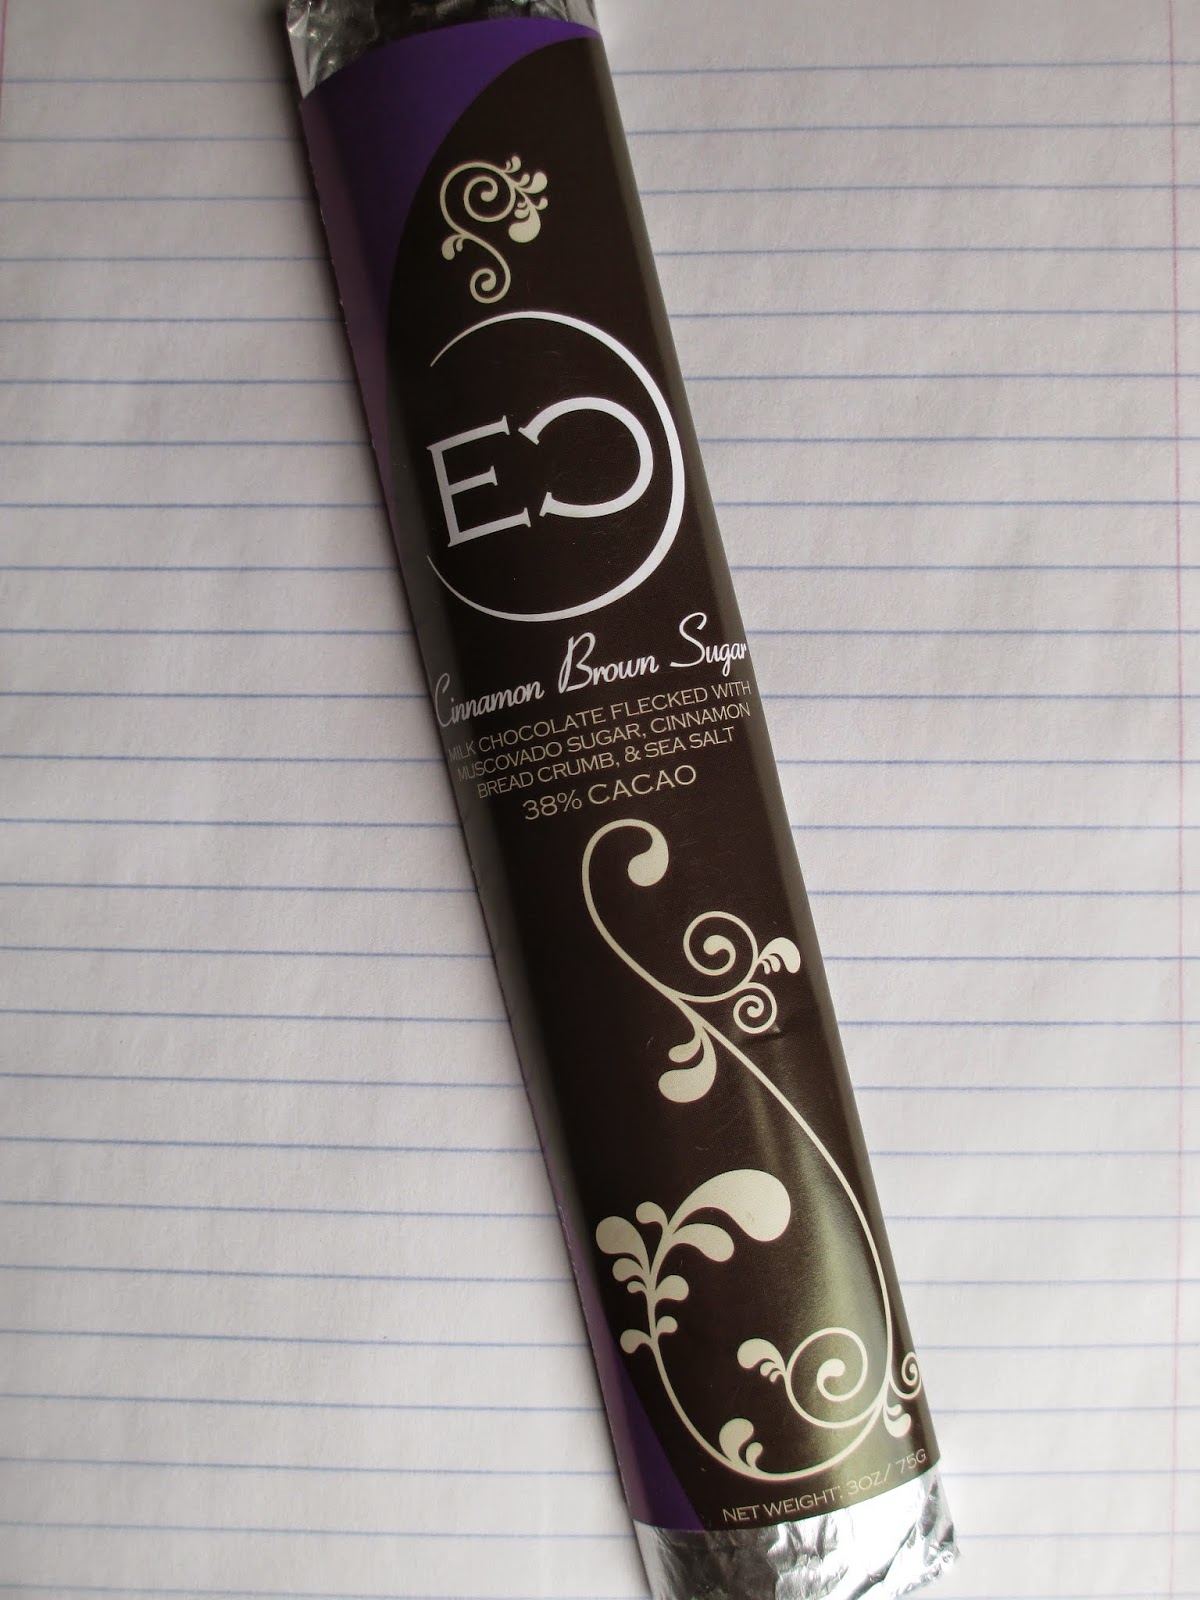 EC
Cinnamon Brown Sugar
MILK CHOCOLATE FLECKED WITH
MUSCOVADO SUGAR, CINNAMON
BREAD CRUMB, & SEA SALT
38% CACAO
NET WEIGHT: 3OZ/ 75G